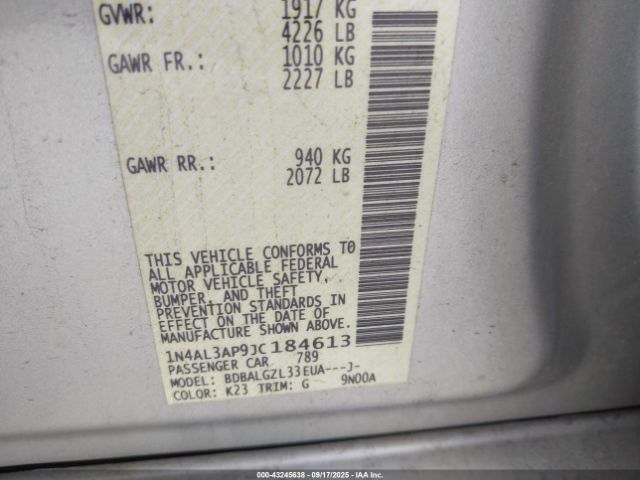 GVWR: 1917 KG
4226 LB
GAWR FR.: 1010 KG
2227 LB
GAWR RR.: 940 KG
2072 LB
THIS VEHICLE CONFORMS TO
ALL APPLICABLE FEDERAL
MOTOR VEHICLE SAFETY,
BUMPER, AND THEFT
PREVENTION STANDARDS IN
EFFECT ON THE DATE OF
MANUFACTURE SHOWN ABOVE.
1N4AL3AP9JC184613
PASSENGER CAR 789
MODEL: BDBALGZL33EUA---J-
COLOR: K23 TRIM: G 9N00A
000-43245638 - 09/17/2025 - IAA Inc.